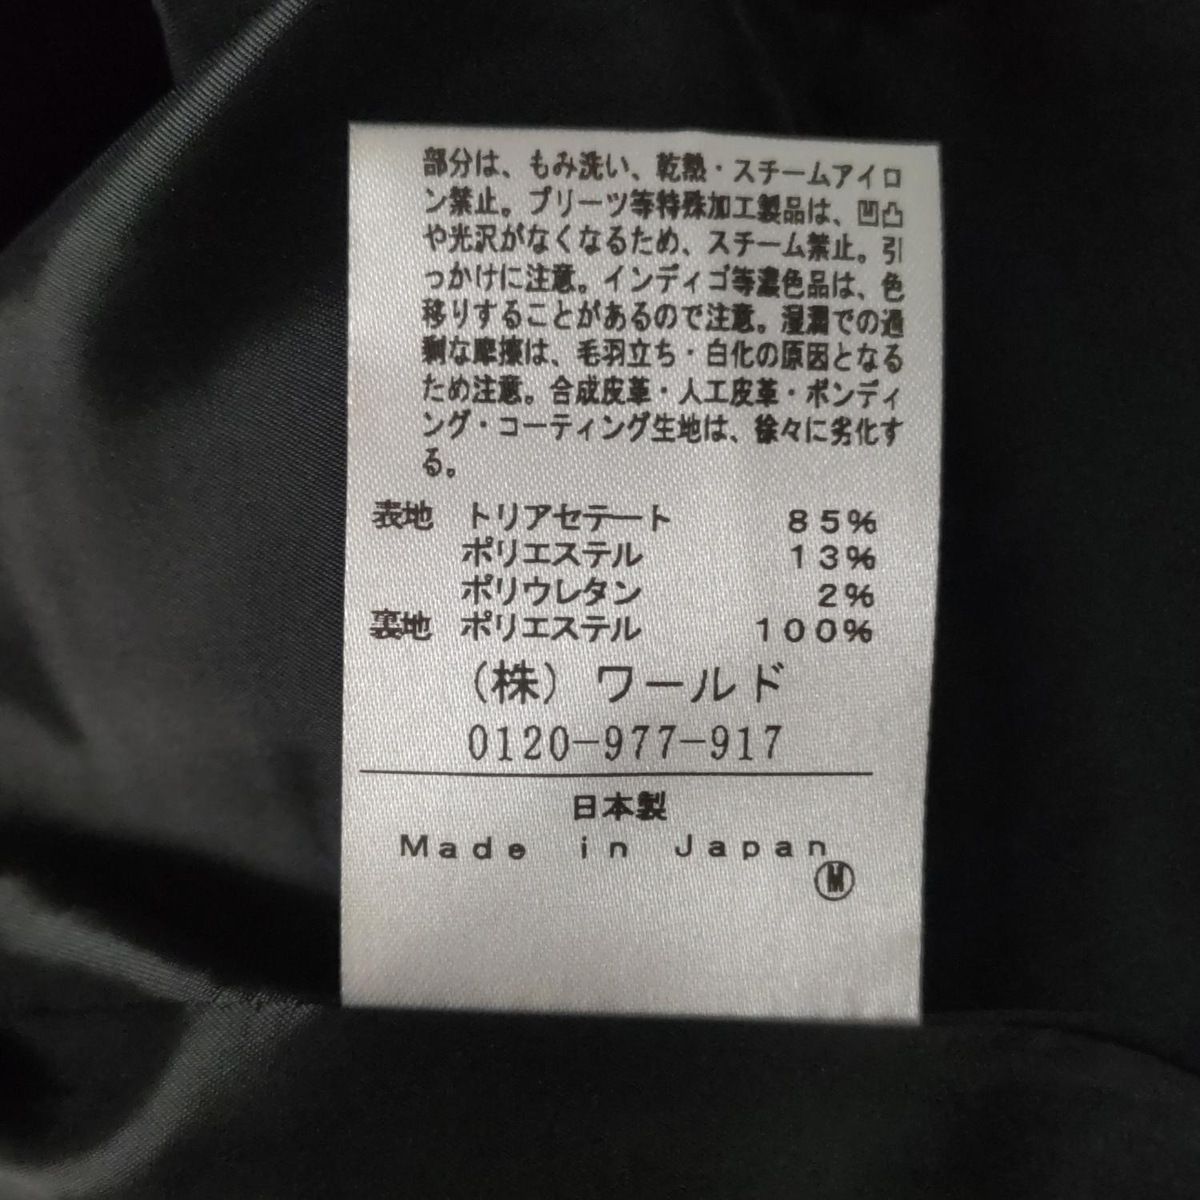 部分は、もみ洗い、乾熱・スチームアイロ
ン禁止。プリーツ等特殊加工製品は、凹凸
や光沢がなくなるため、スチーム禁止。引
っかけに注意。インディゴ等濃色品は、色
移りすることがあるので注意。湿潤での過
剰な摩擦は、毛羽立ち・白化の原因となる
ため注意。合成皮革・人工皮革・ボンディ
ング・コーティング生地は、徐々に劣化す
る。
表地 トリアセテート 85%
ポリエステル 13%
ポリウレタン 2%
裏地 ポリエステル 100%
(株) ワールド
0120-977-917
日本製
Made in Japan
M